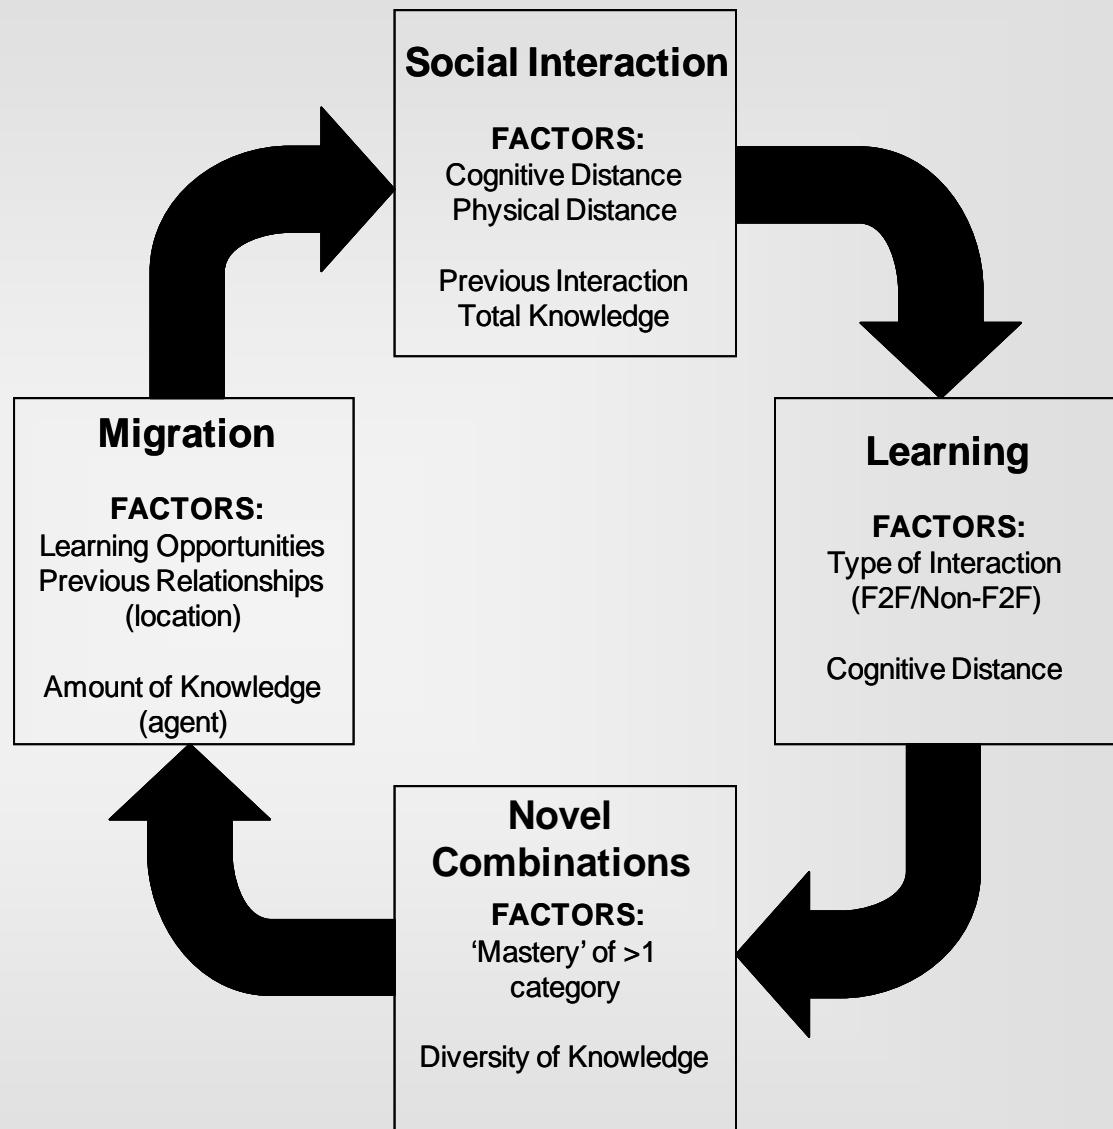 Social Interaction
FACTORS:
Cognitive Distance
Physical Distance
Previous Interaction
Total Knowledge
Migration
FACTORS:
Learning Opportunities
Previous Relationships
(location)
Amount of Knowledge
(agent)
Learning
FACTORS:
Type of Interaction
(F2F/Non-F2F)
Cognitive Distance
Novel
Combinations
FACTORS:
‘Mastery’ of >1
category
Diversity of Knowledge